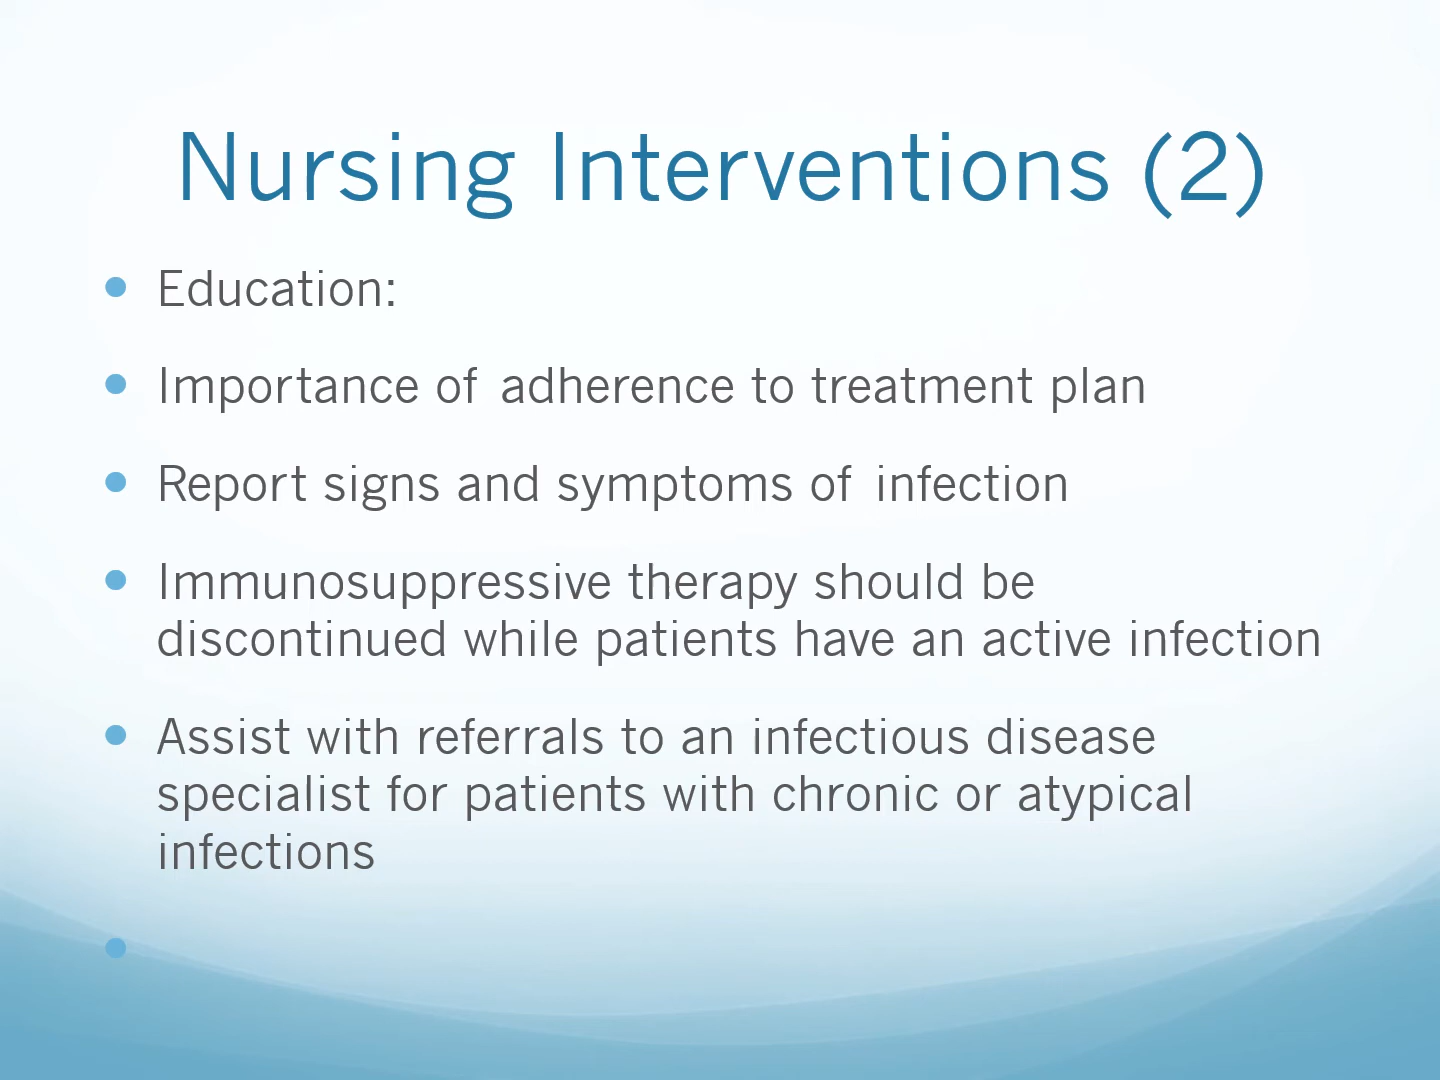 Nursing Interventions (2)
Education:
Importance of adherence to treatment plan
Report signs and symptoms of infection
Immunosuppressive therapy should be
discontinued while patients have an active infection
Assist with referrals to an infectious disease
specialist for patients with chronic or atypical
infections